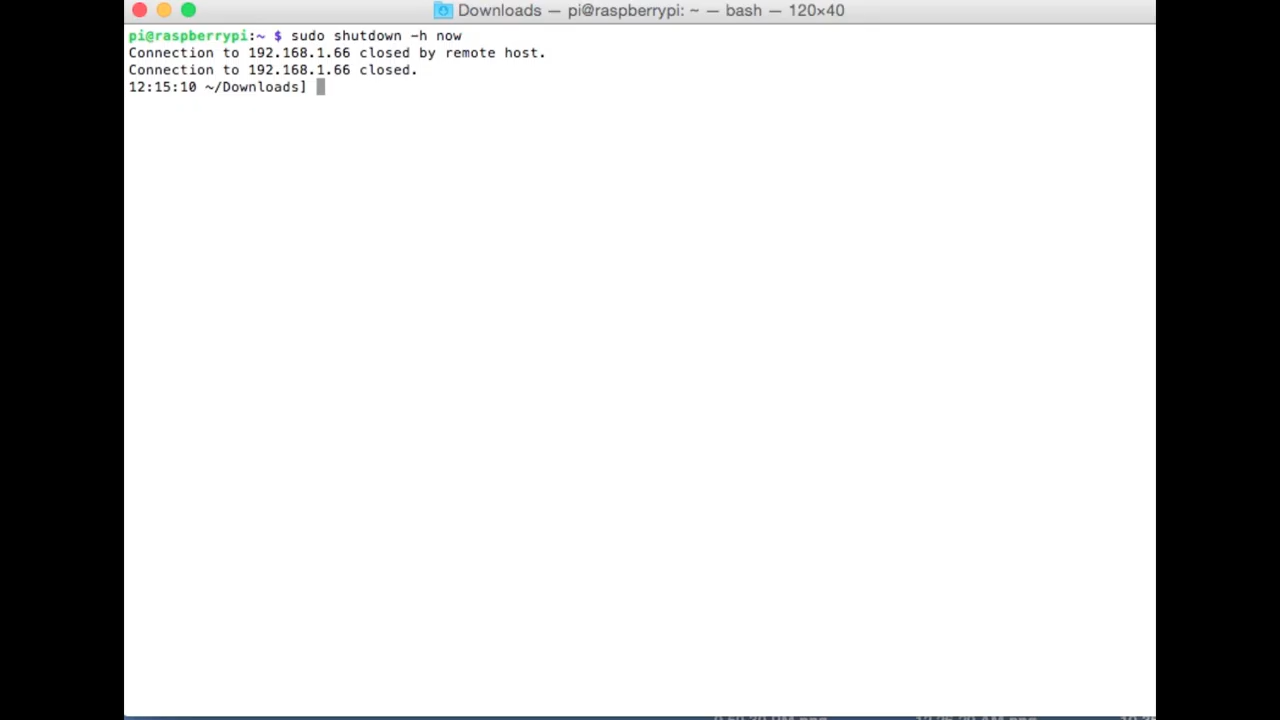 Downloads — pi@raspberrypi: ~ — bash — 120×40
pi@raspberrypi:~ $ sudo shutdown -h now
Connection to 192.168.1.66 closed by remote host.
Connection to 192.168.1.66 closed.
12:15:10 ~/Downloads]